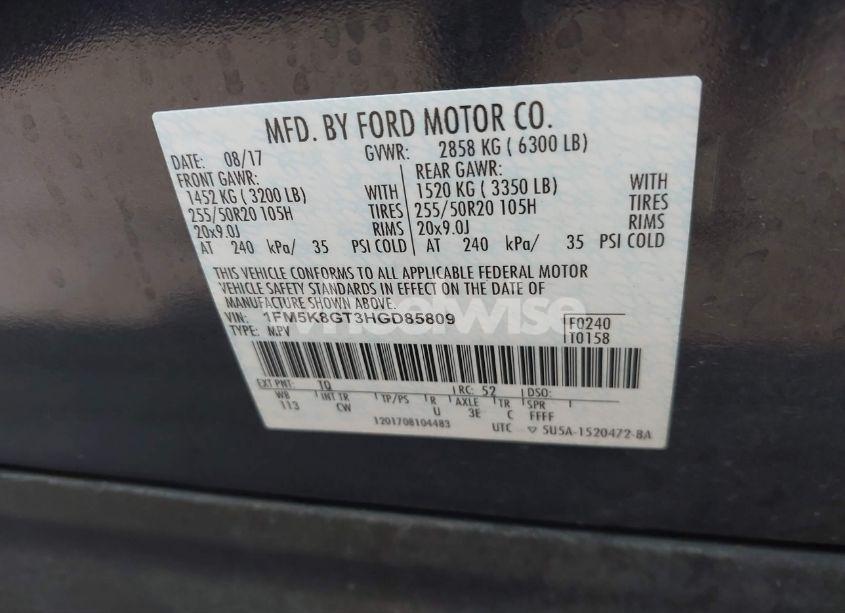 MFD. BY FORD MOTOR CO.
DATE: 08/17 GVWR: 2858 KG ( 6300 LB)
FRONT GAWR: REAR GAWR:
1452 KG ( 3200 LB) WITH 1520 KG ( 3350 LB) WITH
255/50R20 105H TIRES 255/50R20 105H TIRES
20x9.0J RIMS 20x9.0J RIMS
AT 240 kPa/ 35 PSI COLD AT 240 kPa/ 35 PSI COLD
THIS VEHICLE CONFORMS TO ALL APPLICABLE FEDERAL MOTOR
VEHICLE SAFETY STANDARDS IN EFFECT ON THE DATE OF
MANUFACTURE SHOWN ABOVE.
VIN: 1FM5K8GT3HGD85809 F0240
TYPE: MPV T0158
wheelwise
EXT PNT: TQ RC: 52 DSO:
WB INT TR TP/PS R AXLE TR SPR
113 CW U 3E C FFFF
1201708104483 UTC ▽ 5U5A-1520472-BA